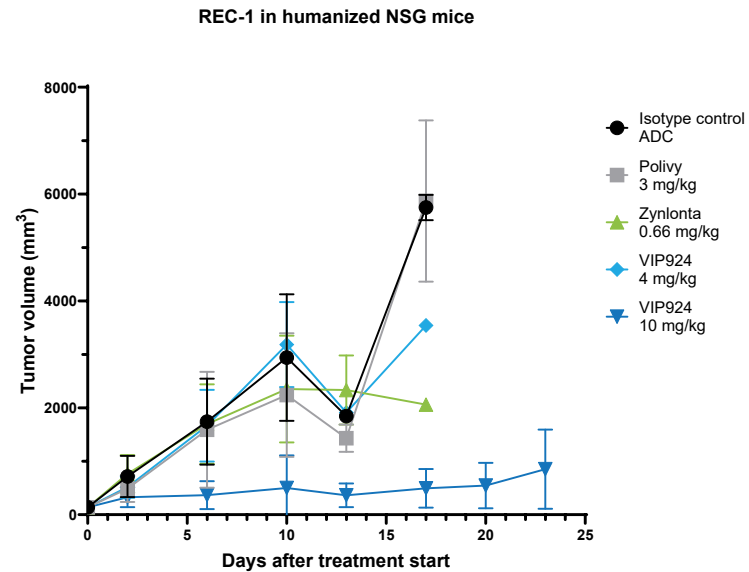 REC-1 in humanized NSG mice
8000
6000
4000
2000
0
Tumor volume (mm³)
0 5 10 15 20 25
Days after treatment start
Isotype control
ADC
Polivy
3 mg/kg
Zynlonta
0.66 mg/kg
VIP924
4 mg/kg
VIP924
10 mg/kg